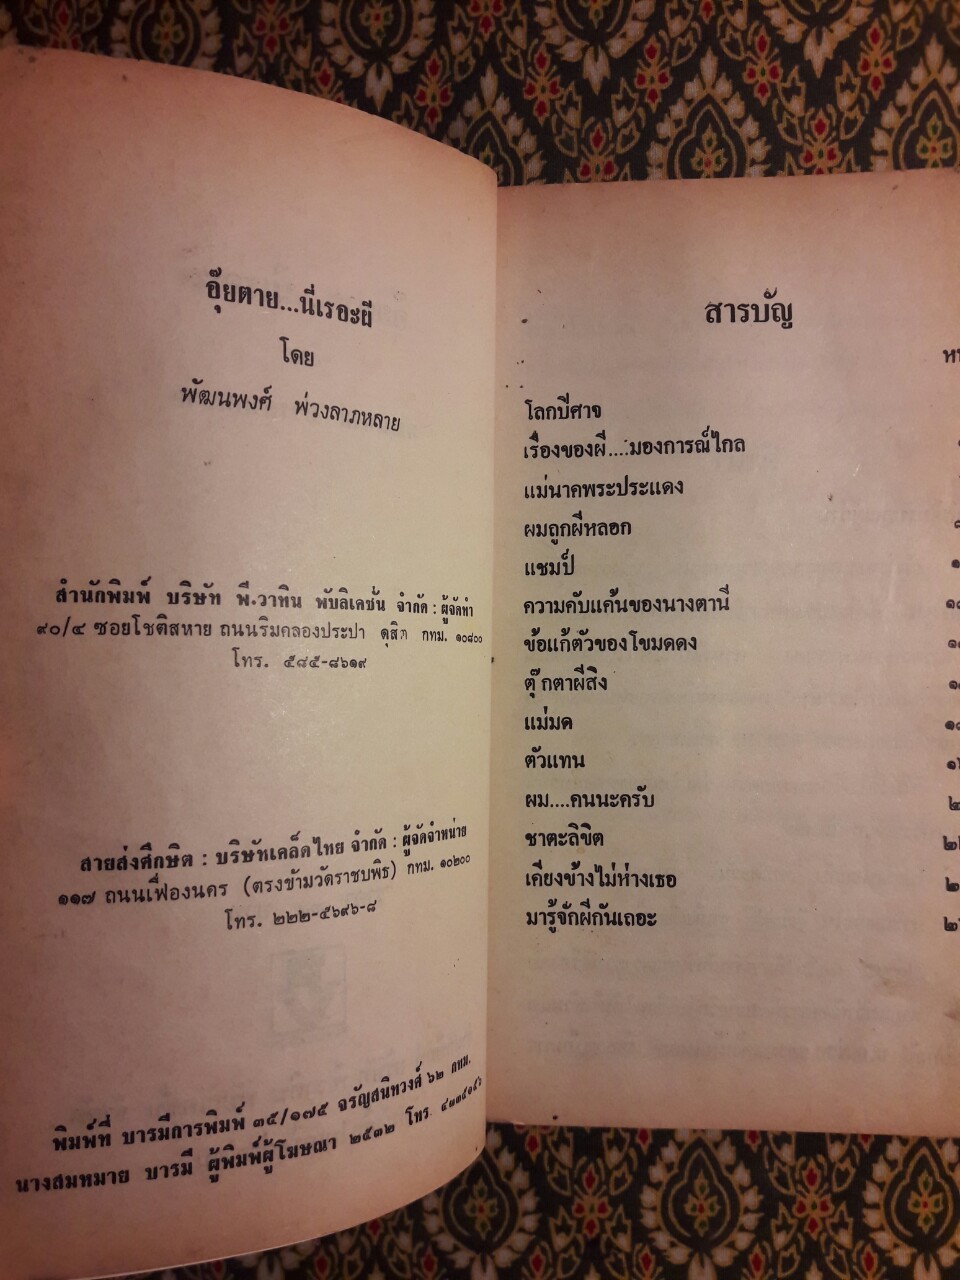 อุ๊ยตาย...นี่เรอะผี
โดย
พัฒนพงศ์ พ่วงลาภหลาย
สำนักพิมพ์ บริษัท พี.วาทิน พับลิเคชั่น จำกัด : ผู้จัดทำ
๙๐/๔ ซอยโชติสหาย ถนนริมคลองประปา ดุสิต กทม. ๑๐๘๐๐
โทร. ๕๘๕-๘๖๑๙
สายส่งศึกษิต : บริษัทเคล็ดไทย จำกัด : ผู้จัดจำหน่าย
๑๑๗ ถนนเฟื่องนคร (ตรงข้ามวัดราชบพิธ) กทม. ๑๐๒๐๐
โทร. ๒๒๒-๕๖๙๖-๘
พิมพ์ที่ บารมีการพิมพ์ ๓๕/๑๗๕ จรัญสนิทวงศ์ ๖๒ กทม.
นางสมหมาย บารมี ผู้พิมพ์ผู้โฆษณา ๒๕๓๒ โทร.
สารบัญ
โลกปีศาจ
เรื่องของผี....มองการณ์ไกล
แม่นาคพระประแดง
ผมถูกผีหลอก
แชมป์
ความคับแค้นของนางตานี
ข้อแก้ตัวของโขมดดง
ตุ๊กตาผีสิง
แม่มด
ตัวแทน
ผม....คนนะครับ
ชาตะลิขิต
เคียงข้างไม่ห่างเธอ
มารู้จักผีกันเถอะ